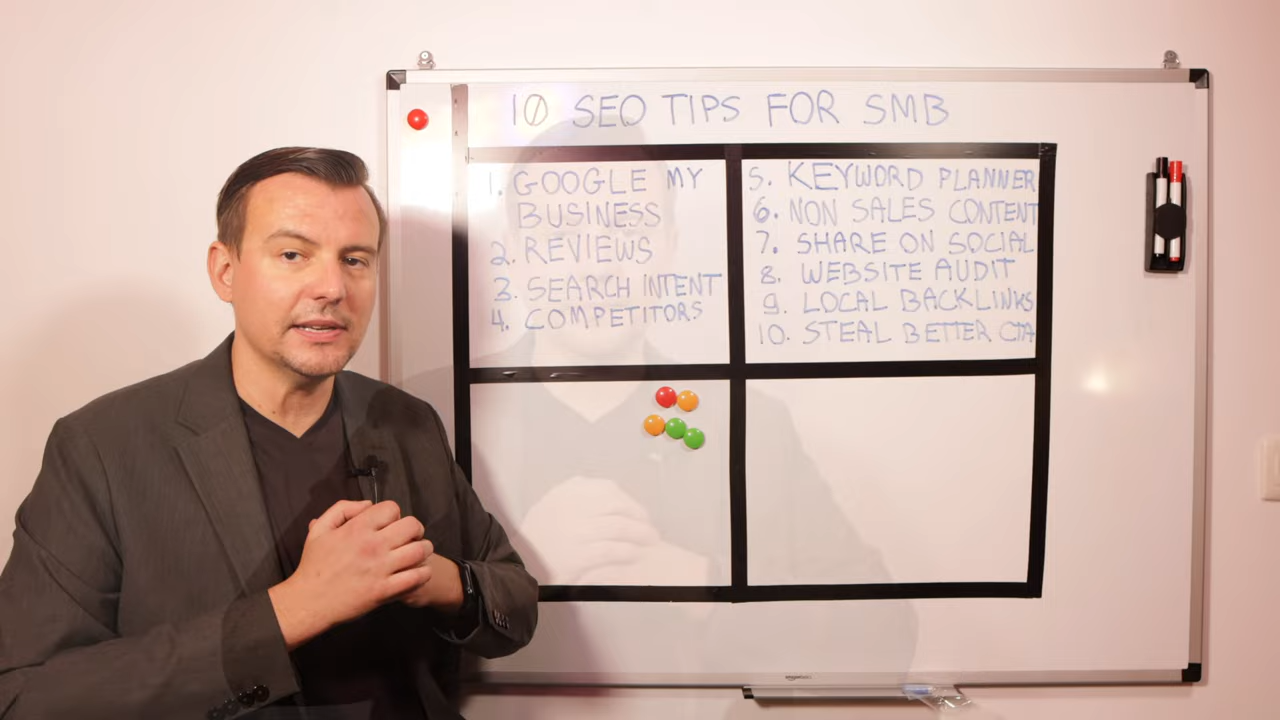 10 SEO TIPS FOR SMB
1. GOOGLE MY
BUSINESS
2. REVIEWS
3. SEARCH INTENT
4. COMPETITORS
5. KEYWORD PLANNER
6. NON SALES CONTENT
7. SHARE ON SOCIAL
8. WEBSITE AUDIT
9. LOCAL BACKLINKS
10. STEAL BETTER CTA